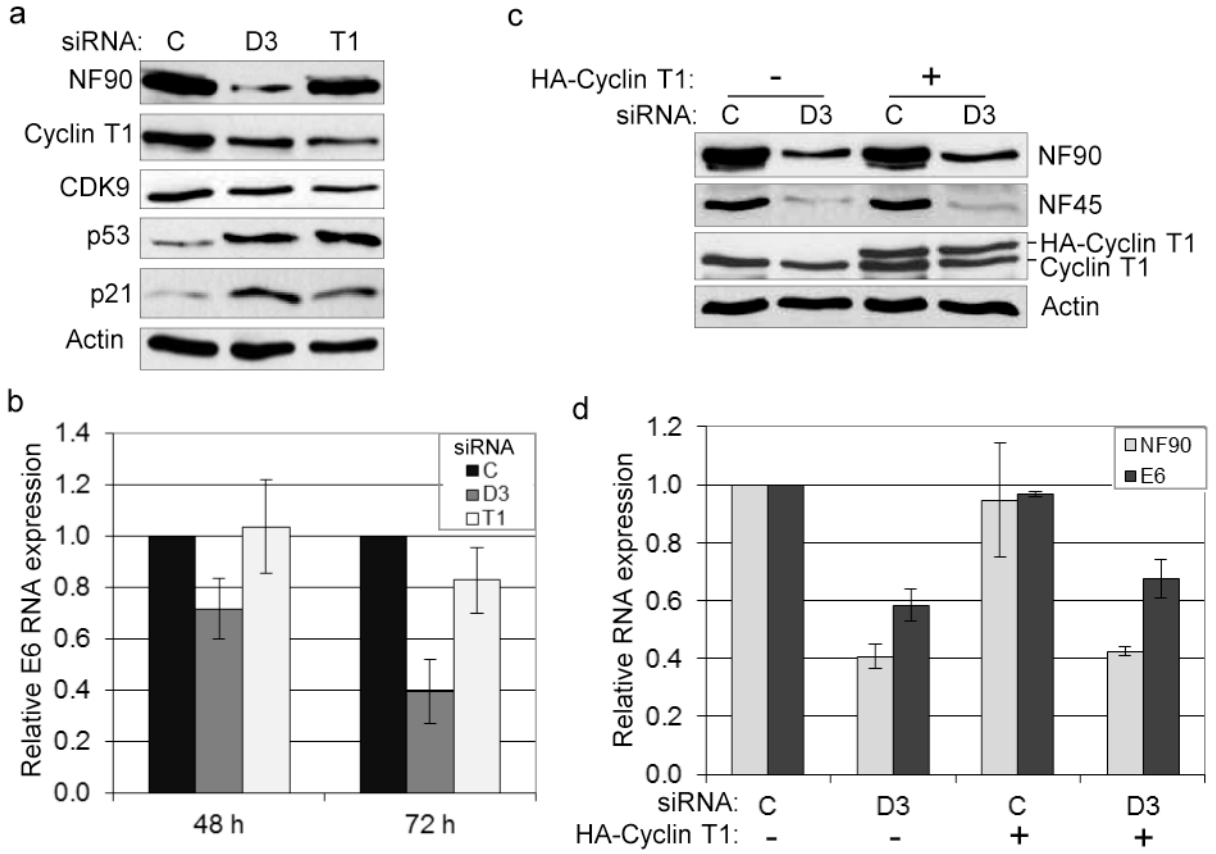 a
siRNA: C D3 T1
NF90
Cyclin T1
CDK9
p53
p21
Actin
b
Relative E6 RNA expression
1.4
1.2
1.0
0.8
0.6
0.4
0.2
0.0
siRNA
C
D3
T1
48 h 72 h
c
HA-Cyclin T1: - +
siRNA: C D3 C D3
NF90
NF45
HA-Cyclin T1
Cyclin T1
Actin
d
Relative RNA expression
1.2
1.0
0.8
0.6
0.4
0.2
0.0
NF90
E6
siRNA: C D3 C D3
HA-Cyclin T1: - - + +